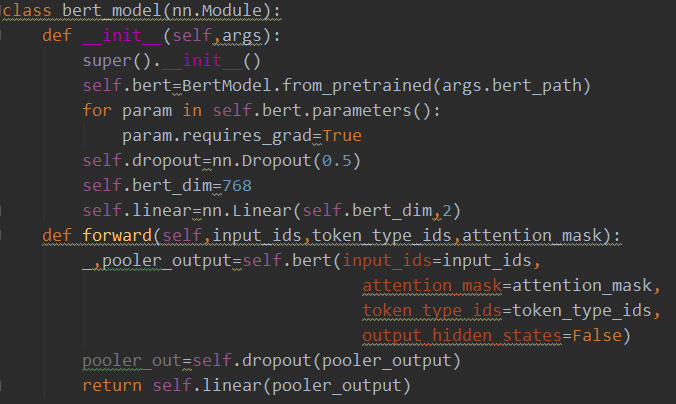 class bert_model(nn.Module):
    def __init__(self,args):
        super().__init__()
        self.bert=BertModel.from_pretrained(args.bert_path)
        for param in self.bert.parameters():
            param.requires_grad=True
        self.dropout=nn.Dropout(0.5)
        self.bert_dim=768
        self.linear=nn.Linear(self.bert_dim,2)
    def forward(self,input_ids,token_type_ids,attention_mask):
        _,pooler_output=self.bert(input_ids=input_ids,
                                  attention_mask=attention_mask,
                                  token_type_ids=token_type_ids,
                                  output_hidden_states=False)
        pooler_out=self.dropout(pooler_output)
        return self.linear(pooler_output)